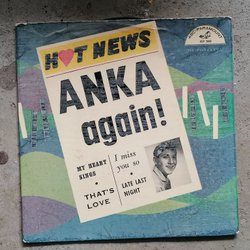 HOT NEWS
ANKA
again!
MY HEART
SINGS
I miss
you so
THAT'S
LOVE
LATE LAST
NIGHT